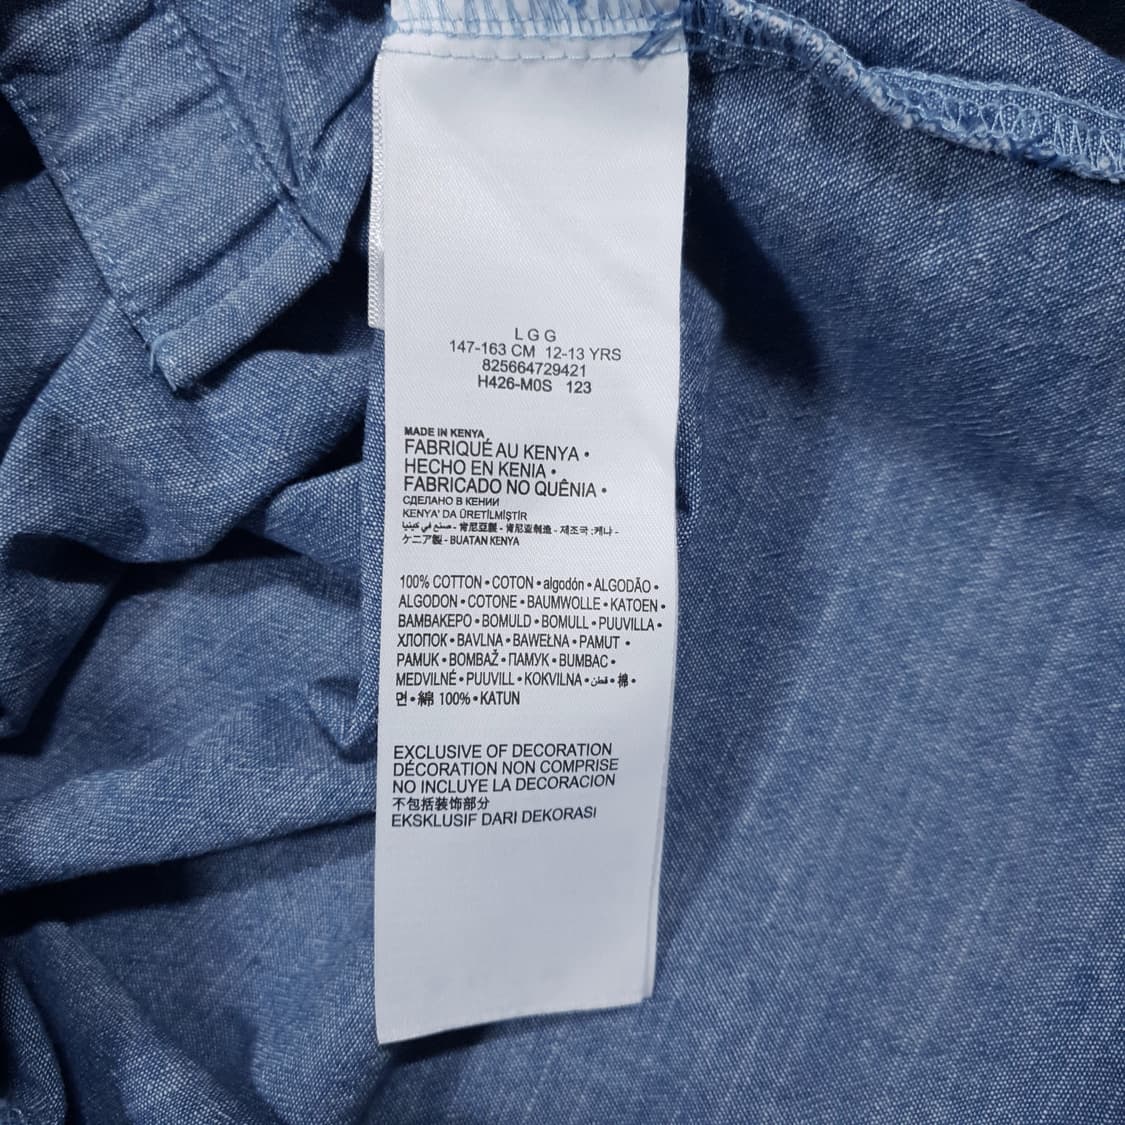 L G G
147-163 CM 12-13 YRS
825664729421
H426-M0S 123
MADE IN KENYA
FABRIQUÉ AU KENYA •
HECHO EN KENIA •
FABRICADO NO QUÊNIA •
СДЕЛАНО В КЕНИИ
KENYA' DA ÜRETİLMİŞTİR
صنع في كينيا - 肯尼亞製 - 肯尼亚制造 - 제조국 :케냐 -
ケニア製 - BUATAN KENYA
100% COTTON • COTON • algodón • ALGODÃO •
ALGODON • COTONE • BAUMWOLLE • KATOEN •
ΒΑΜΒΑΚΕΡΟ • BOMULD • BOMULL • PUUVILLA •
ХЛОПОК • BAVLNA • BAWEŁNA • PAMUT •
PAMUK • BOMBAŽ • ПАМУК • BUMBAC •
MEDVILNÉ • PUUVILL • KOKVILNA • قطن • 棉 •
면 • 綿 100% • KATUN
EXCLUSIVE OF DECORATION
DÉCORATION NON COMPRISE
NO INCLUYE LA DECORACION
不包括装饰部分
EKSKLUSIF DARI DEKORASI